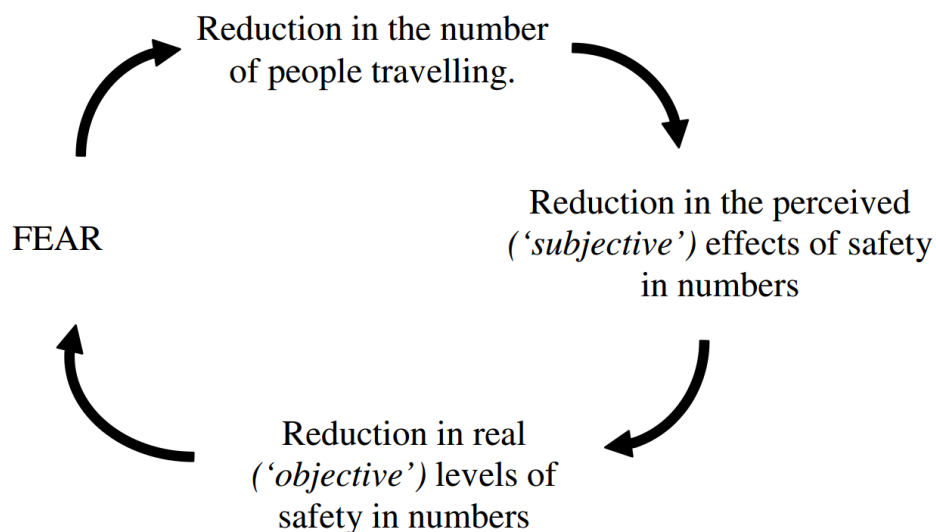 Reduction in the number
of people travelling.
Reduction in the perceived
(‘subjective’) effects of safety
in numbers
Reduction in real
(‘objective’) levels of
safety in numbers
FEAR